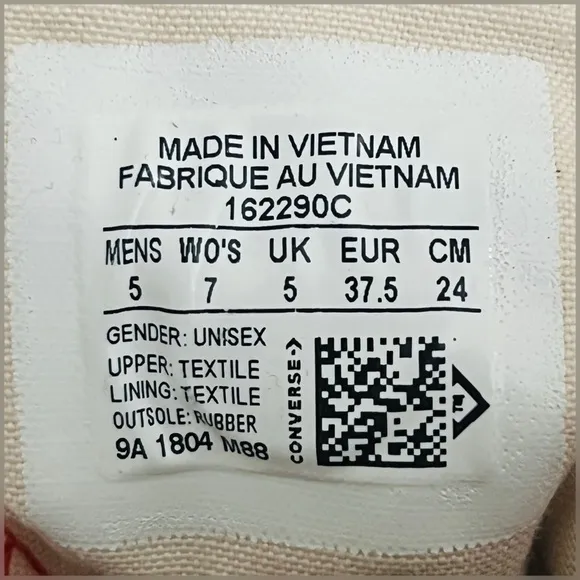 MADE IN VIETNAM
FABRIQUE AU VIETNAM
162290C
MENS WO'S UK EUR CM
5 7 5 37.5 24
GENDER: UNISEX
UPPER: TEXTILE
LINING: TEXTILE
OUTSOLE: RUBBER
9A 1804 M88
CONVERSE
TM